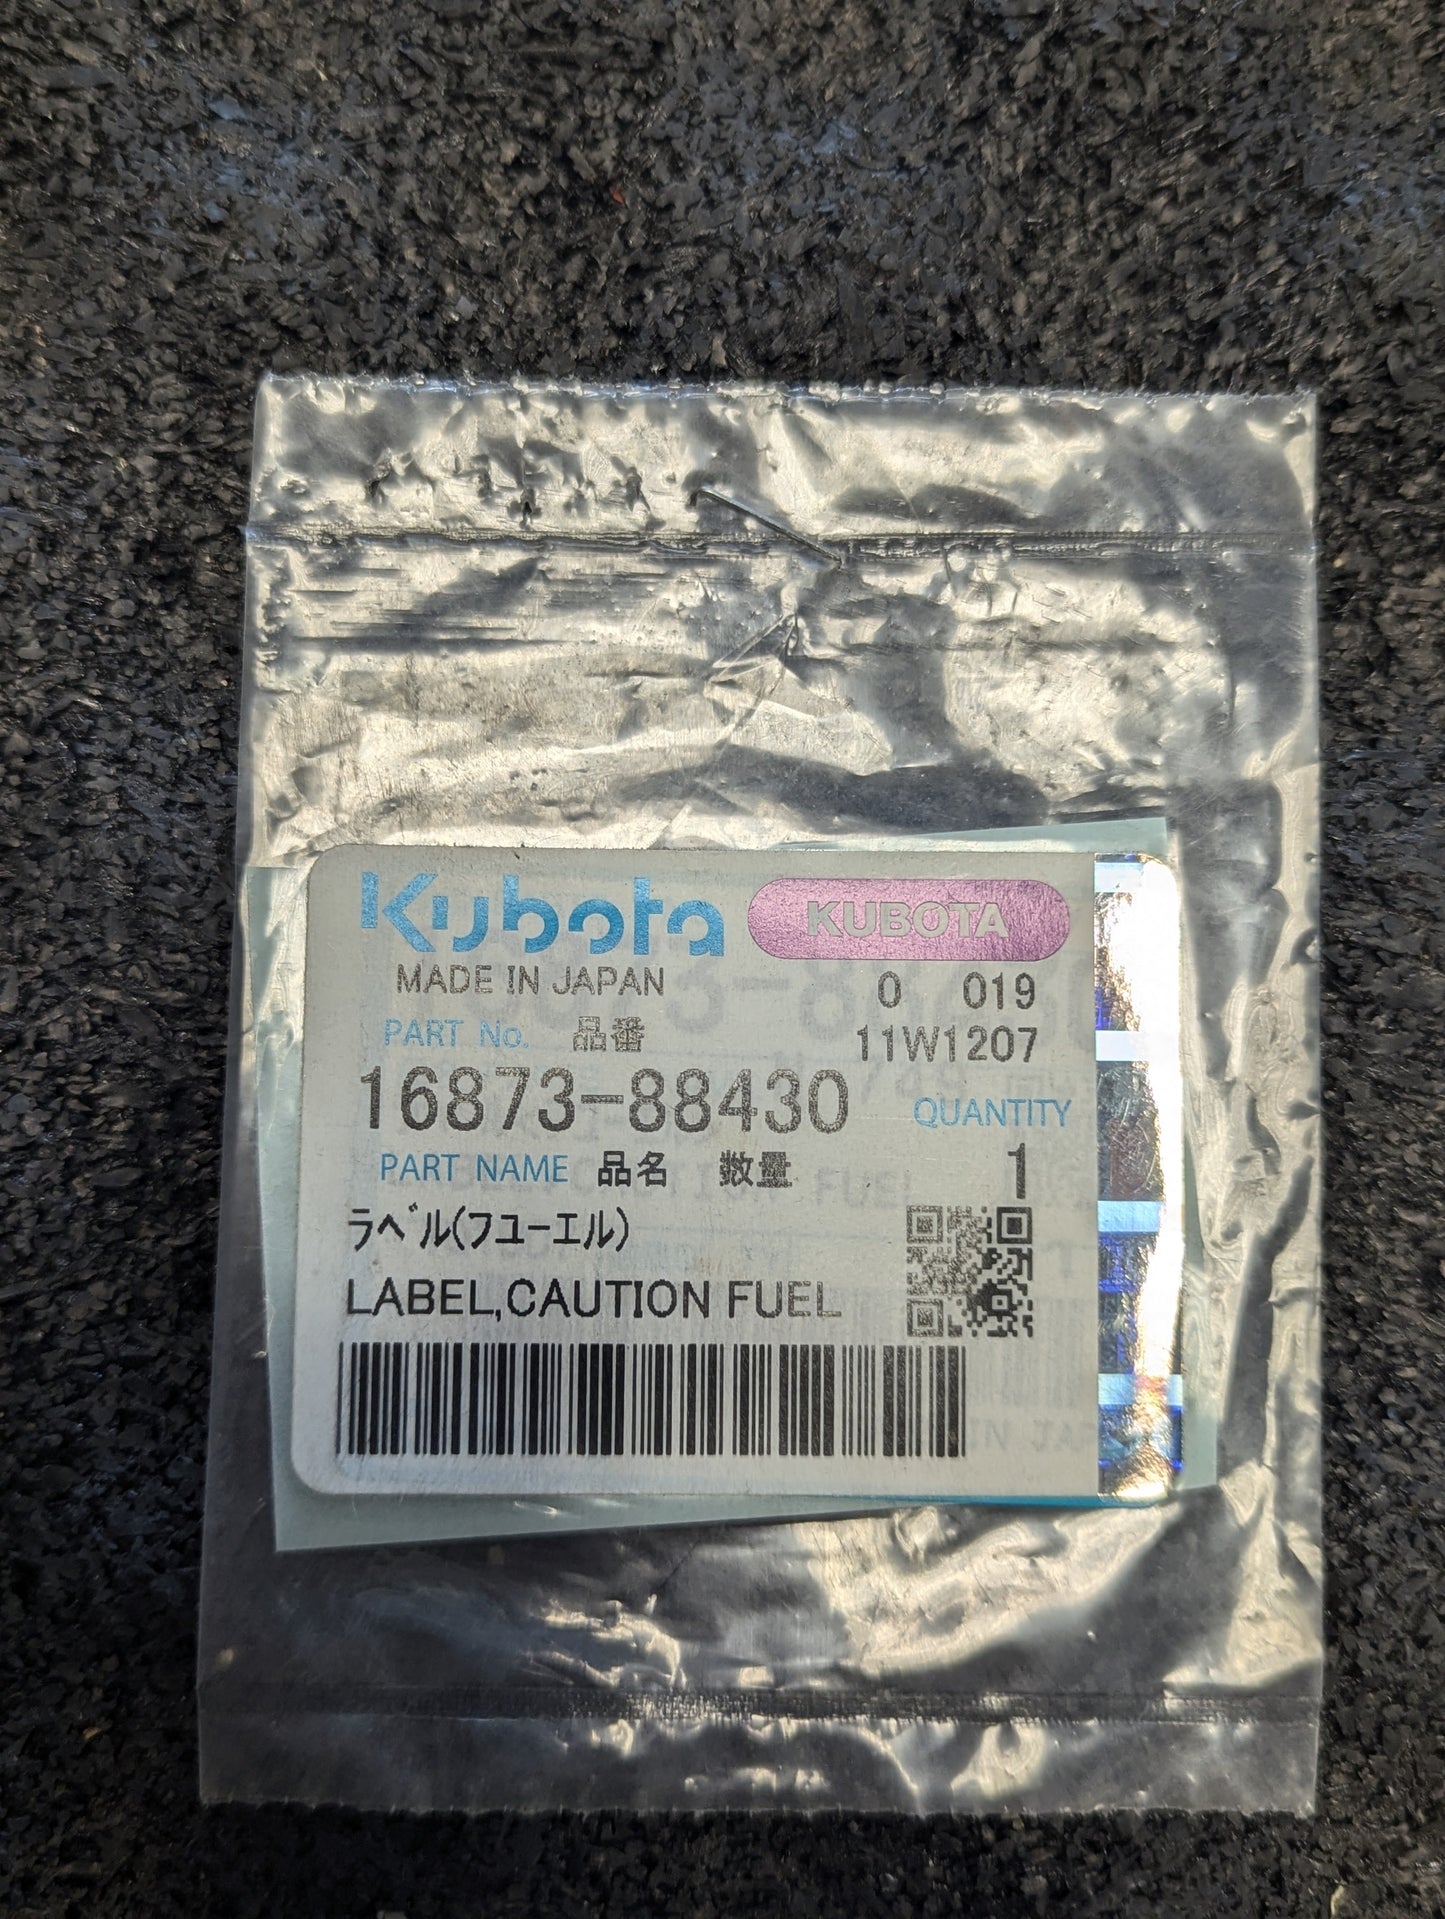 Kubota KUBOTA
MADE IN JAPAN 0 019
PART No. 品番 11W1207
16873-88430 QUANTITY
PART NAME 品名 数量 1
ラベル(フユーエル)
LABEL,CAUTION FUEL